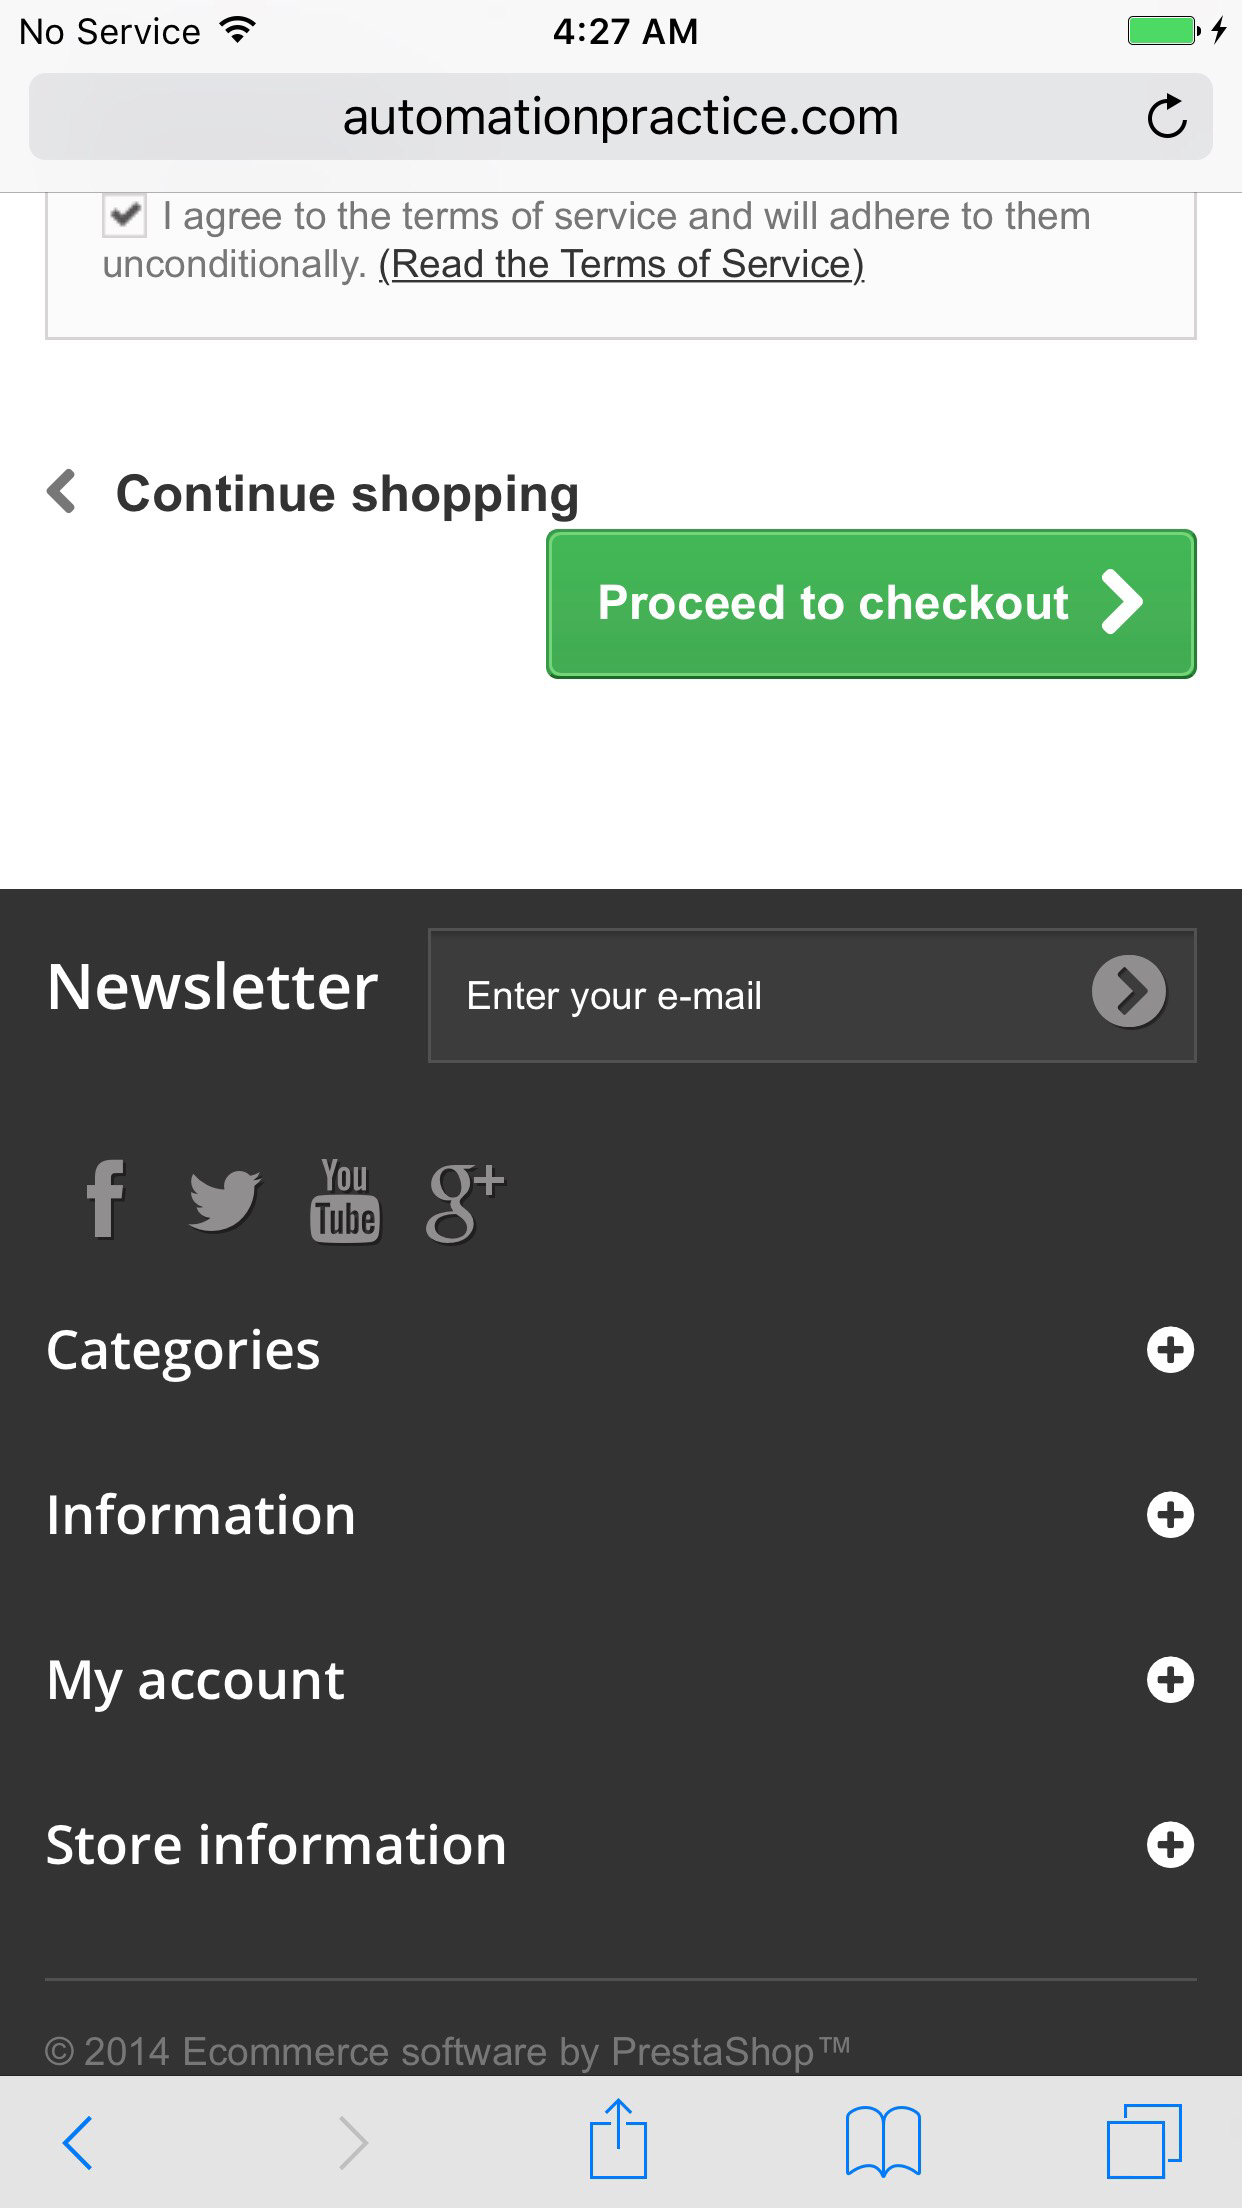 No Service 4:27 AM
automationpractice.com
I agree to the terms of service and will adhere to them
unconditionally. (Read the Terms of Service)
Continue shopping
Proceed to checkout
Newsletter Enter your e-mail
f You
Tube g+
Categories
Information
My account
Store information
© 2014 Ecommerce software by PrestaShop™